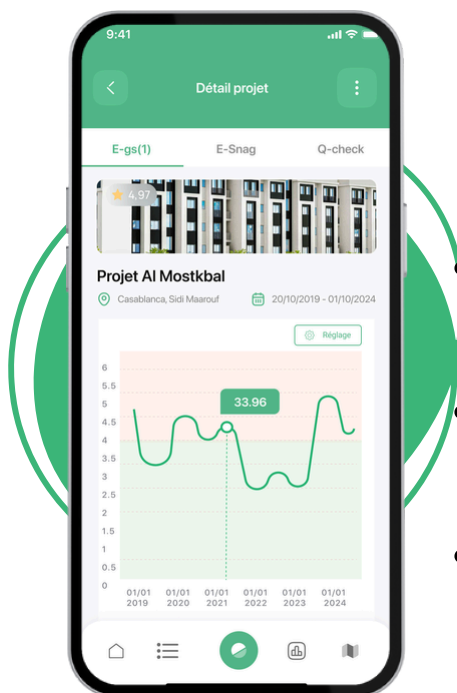 9:41
Détail projet
E-gs(1) E-Snag Q-check
4,97
Projet Al Mostkbal
Casablanca, Sidi Maarouf 20/10/2019 - 01/10/2024
Réglage
6
5.5
5
4.5
4
3.5
3
2.5
2
1.5
1
0.5
0
33.96
01/01 01/01 01/01 01/01 01/01 01/01
2019 2020 2021 2022 2023 2024